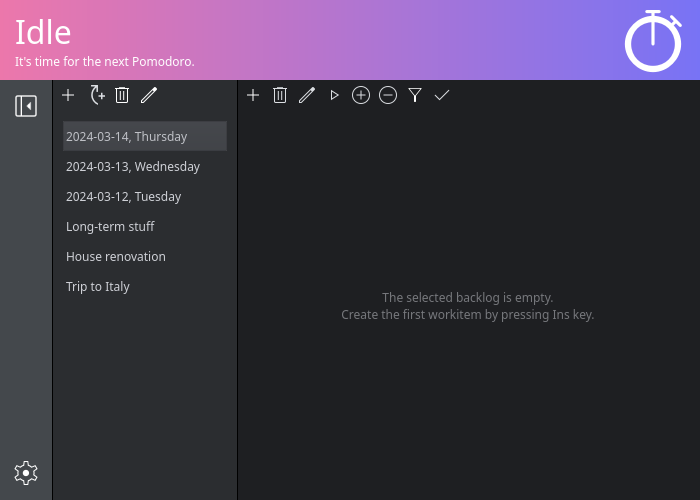 Idle
It's time for the next Pomodoro.
2024-03-14, Thursday
2024-03-13, Wednesday
2024-03-12, Tuesday
Long-term stuff
House renovation
Trip to Italy
The selected backlog is empty.
Create the first workitem by pressing Ins key.